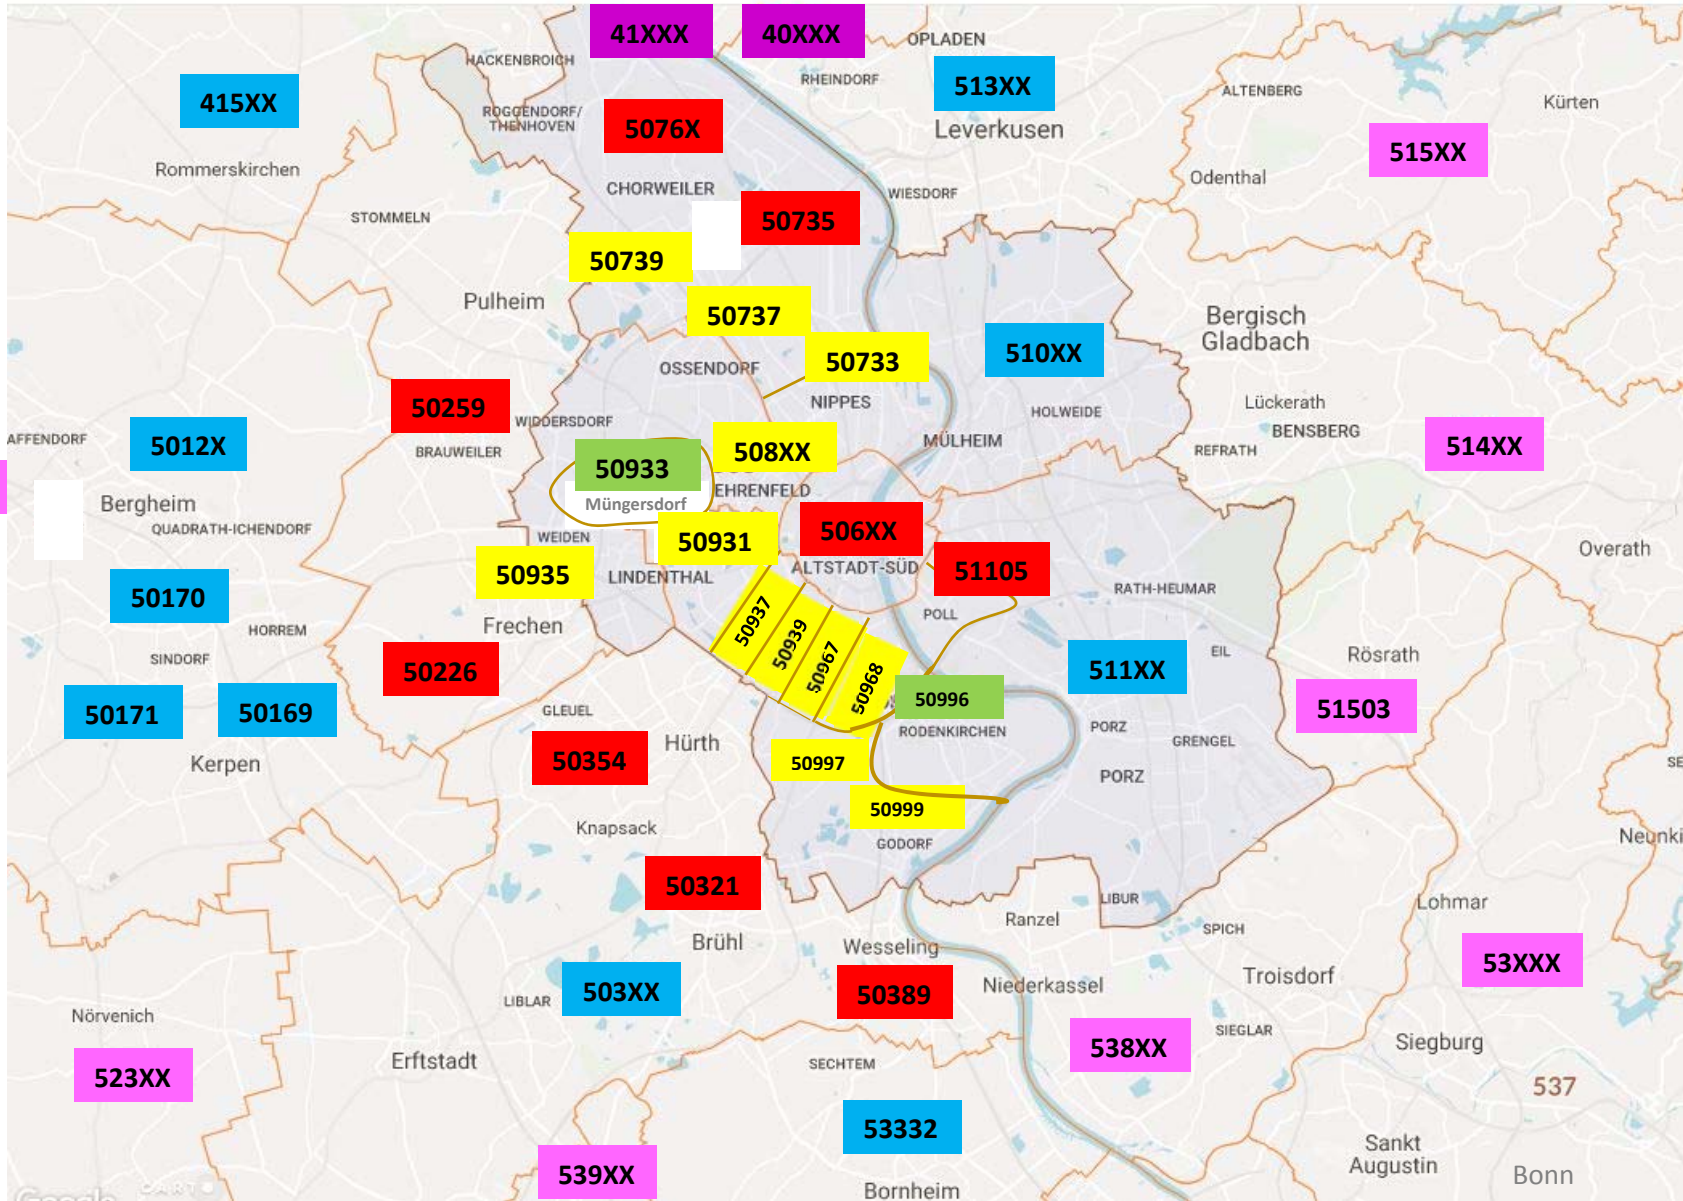 41XXX
40XXX
OPLADEN
HACKENBROICH
RHEINDORF
513XX
415XX
ALTENBERG
Kürten
ROGGENDORF/
THENHOVEN
5076X
Leverkusen
515XX
Rommerskirchen
CHORWEILER
WIESDORF
Odenthal
STOMMELN
50735
50739
Pulheim
50737
Bergisch
Gladbach
50733
510XX
OSSENDORF
50259
NIPPES
HOLWEIDE
Lückerath
WIDDERSDORF
BENSBERG
AFFENDORF
5012X
BRAUWEILER
508XX
MÜLHEIM
REFRATH
514XX
50933
EHRENFELD
Bergheim
Müngersdorf
QUADRATH-ICHENDORF
506XX
WEIDEN
50931
Overath
50935
LINDENTHAL
ALTSTADT-SÜD
51105
50170
RATH-HEUMAR
POLL
Frechen
50937
50939
50967
50968
HORREM
SINDORF
50226
EIL
Rösrath
511XX
50996
51503
50171
50169
GLEUEL
RODENKIRCHEN
PORZ
GRENGEL
Hürth
50354
50997
Kerpen
SE
PORZ
50999
Knapsack
Neunki
GODORF
50321
LIBUR
Lohmar
Ranzel
SPICH
Brühl
Wesseling
53XXX
Troisdorf
503XX
50389
Niederkassel
LIBLAR
Nörvenich
SIEGLAR
538XX
Siegburg
Erftstadt
SECHTEM
523XX
537
53332
Sankt
Augustin
539XX
Bonn
Bornheim
Google
CARTO